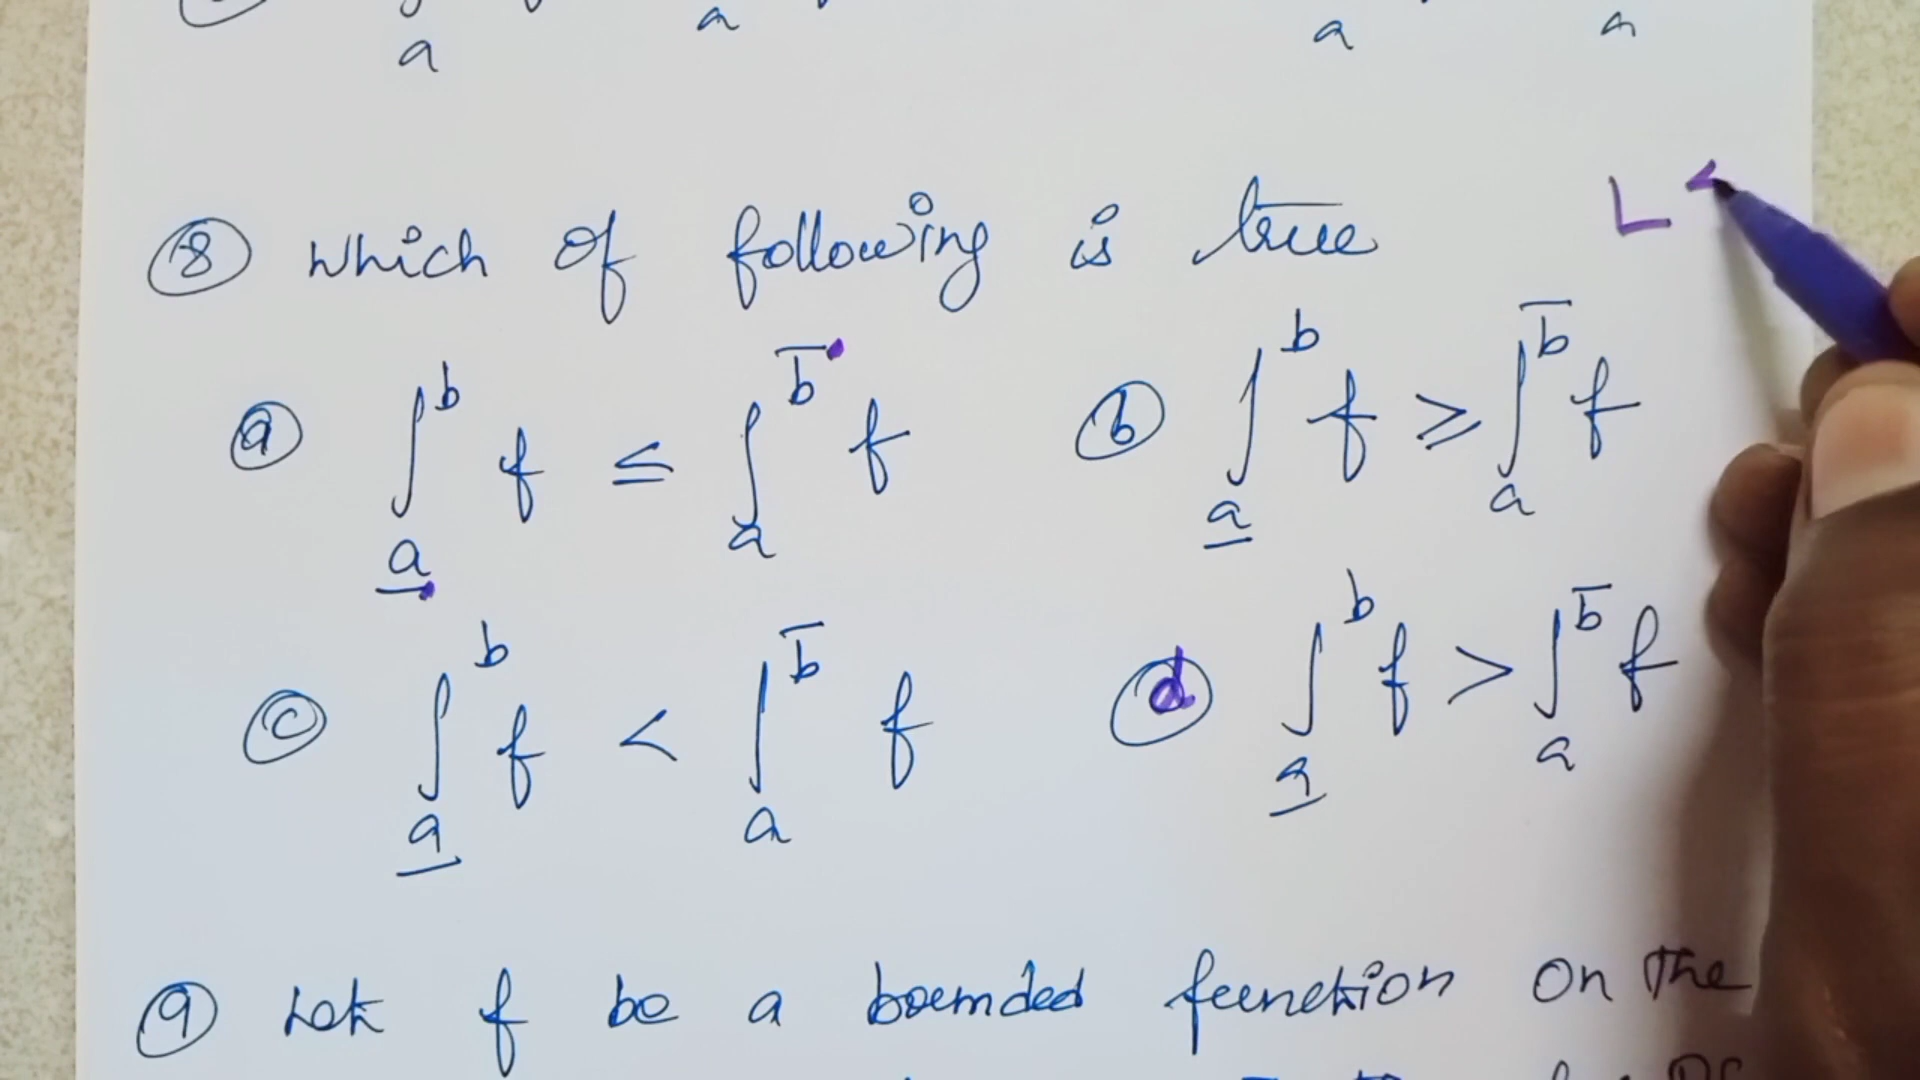 a a a a
⑧ Which of following is true L <
ⓐ ∫_a̲^b f ≤ ∫_a^b̅ f ⓑ ∫_a̲^b f ≥ ∫_a^b̅ f
ⓒ ∫_a̲^b f < ∫_a^b̅ f ⓓ ∫_a̲^b f > ∫_a^b̅ f
⑨ Let f be a bounded function on the